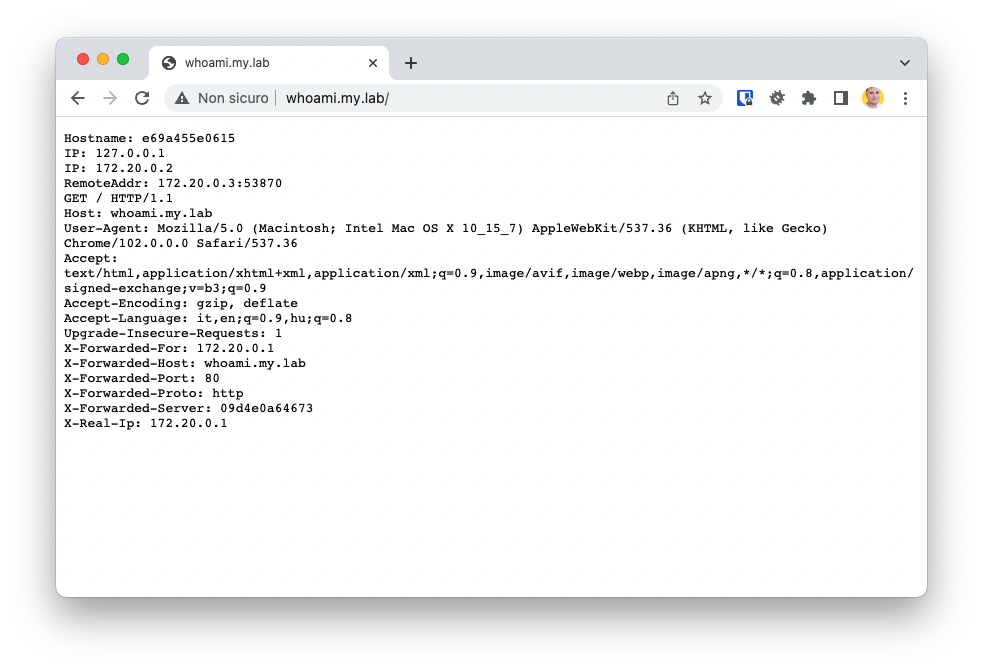 whoami.my.lab
Non sicuro
whoami.my.lab/
Hostname: e69a455e0615
IP: 127.0.0.1
IP: 172.20.0.2
RemoteAddr: 172.20.0.3:53870
GET / HTTP/1.1
Host: whoami.my.lab
User-Agent: Mozilla/5.0 (Macintosh; Intel Mac OS X 10_15_7) AppleWebKit/537.36 (KHTML, like Gecko)
Chrome/102.0.0.0 Safari/537.36
Accept:
text/html,application/xhtml+xml,application/xml;q=0.9,image/avif,image/webp,image/apng,*/*;q=0.8,application/
signed-exchange;v=b3;q=0.9
Accept-Encoding: gzip, deflate
Accept-Language: it,en;q=0.9,hu;q=0.8
Upgrade-Insecure-Requests: 1
X-Forwarded-For: 172.20.0.1
X-Forwarded-Host: whoami.my.lab
X-Forwarded-Port: 80
X-Forwarded-Proto: http
X-Forwarded-Server: 09d4e0a64673
X-Real-Ip: 172.20.0.1